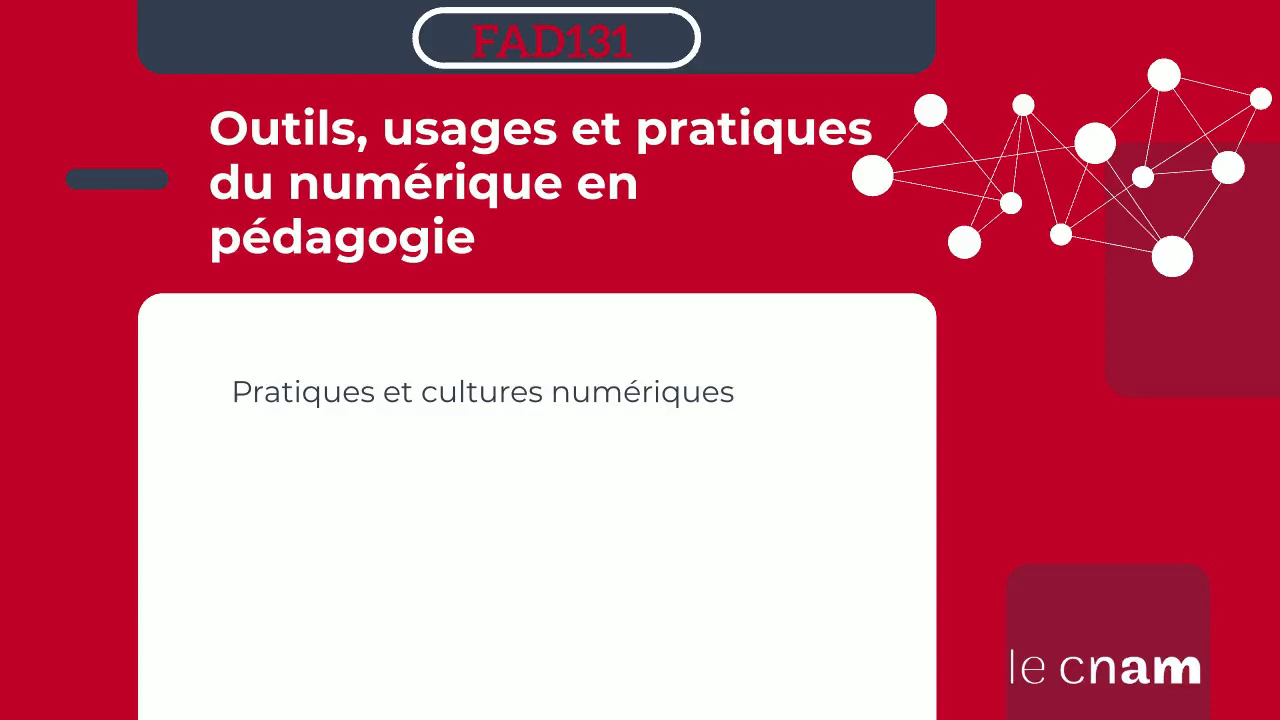 FAD131
Outils, usages et pratiques
du numérique en
pédagogie
Pratiques et cultures numériques
le cnam